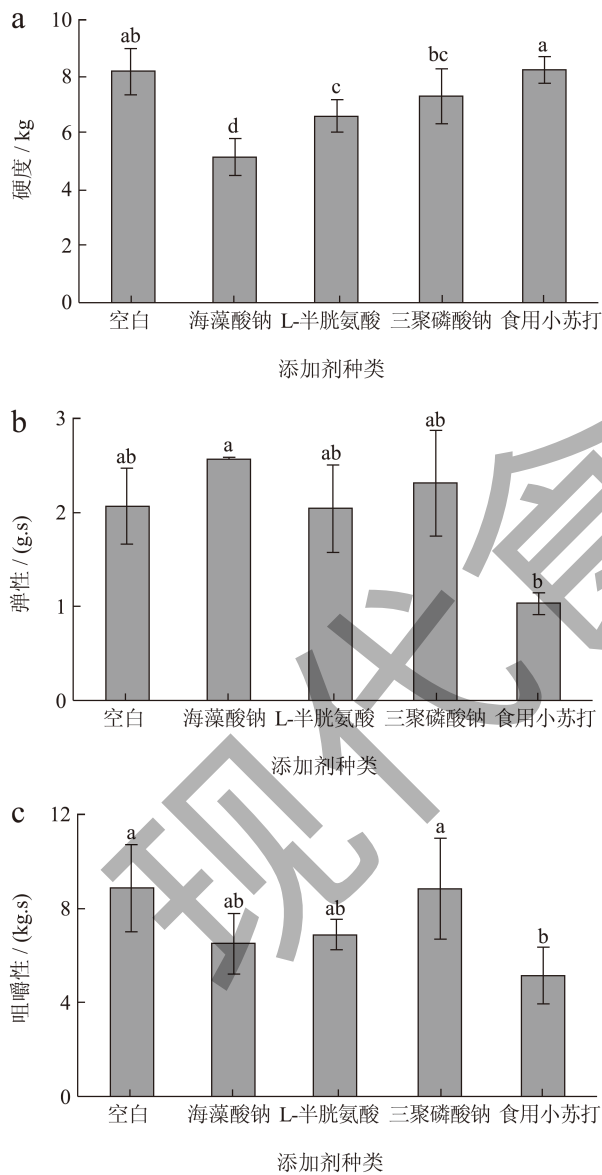 a
10
8
6
4
2
0
硬度 / kg
ab
d
c
bc
a
空白 海藻酸钠 L-半胱氨酸 三聚磷酸钠 食用小苏打
添加剂种类
b
3
2
1
0
弹性 / (g.s)
ab
a
ab
ab
b
空白 海藻酸钠 L-半胱氨酸 三聚磷酸钠 食用小苏打
添加剂种类
c
12
8
4
0
咀嚼性 / (kg.s)
a
ab
ab
a
b
空白 海藻酸钠 L-半胱氨酸 三聚磷酸钠 食用小苏打
添加剂种类
现代食